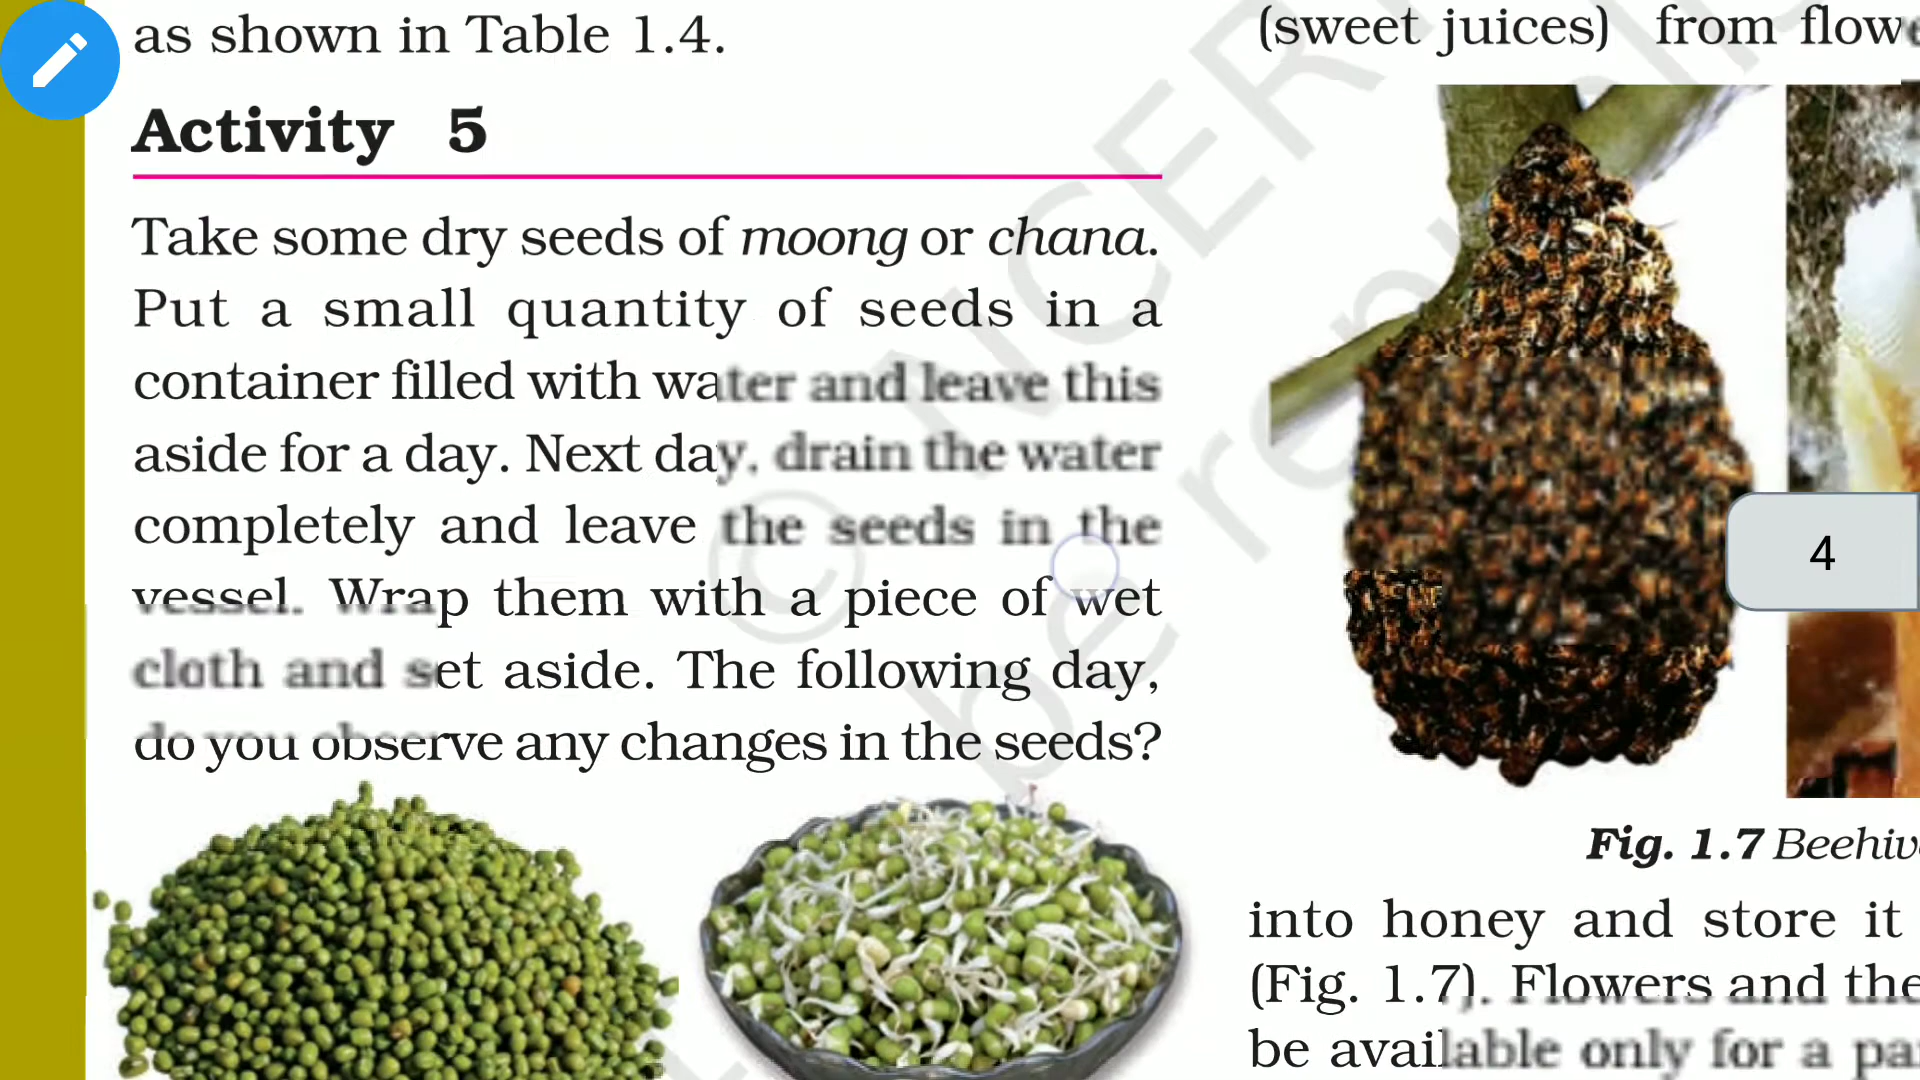 as shown in Table 1.4.
Activity 5
Take some dry seeds of moong or chana.
Put a small quantity of seeds in a
container filled with water and leave this
aside for a day. Next day, drain the water
completely and leave the seeds in the
vessel. Wrap them with a piece of wet
cloth and set aside. The following day,
do you observe any changes in the seeds?
(sweet juices) from
4
Fig. 1.7
into honey and store it
(Fig. 1.7). Flowers and
be available only for a
© NCERT
be